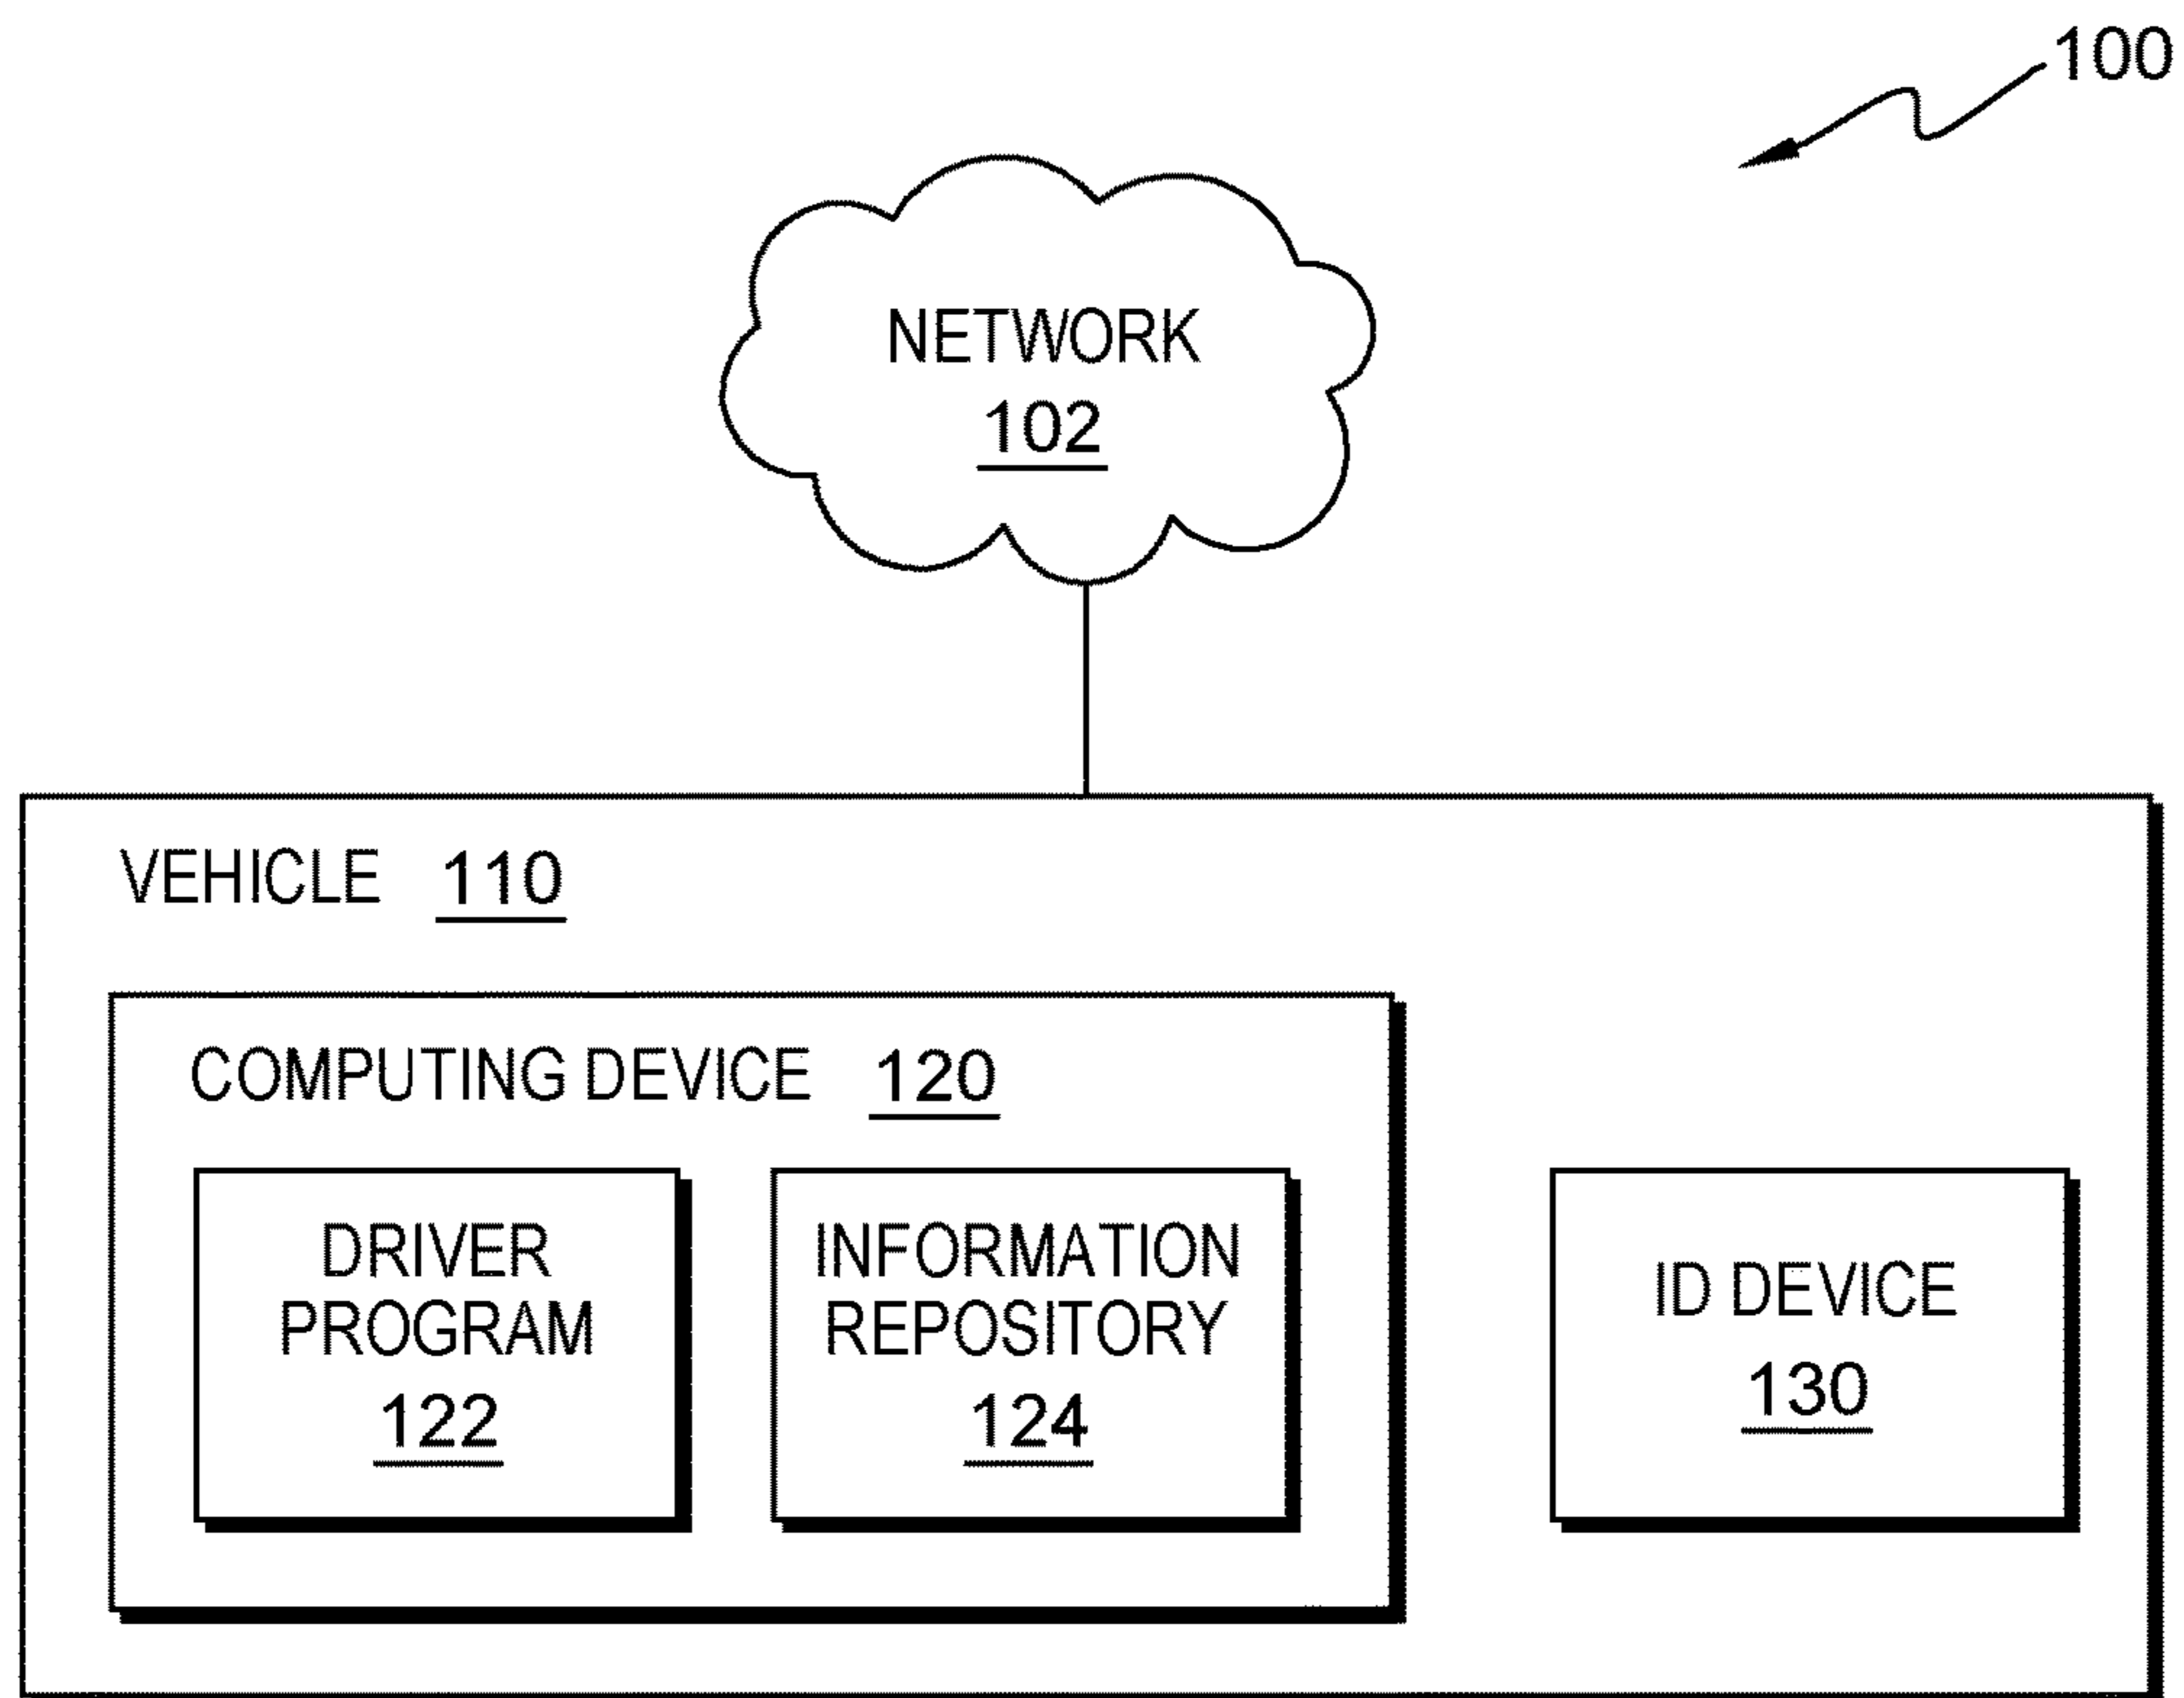 100
NETWORK
102
VEHICLE 110
COMPUTING DEVICE 120
DRIVER
PROGRAM
122
INFORMATION
REPOSITORY
124
ID DEVICE
130